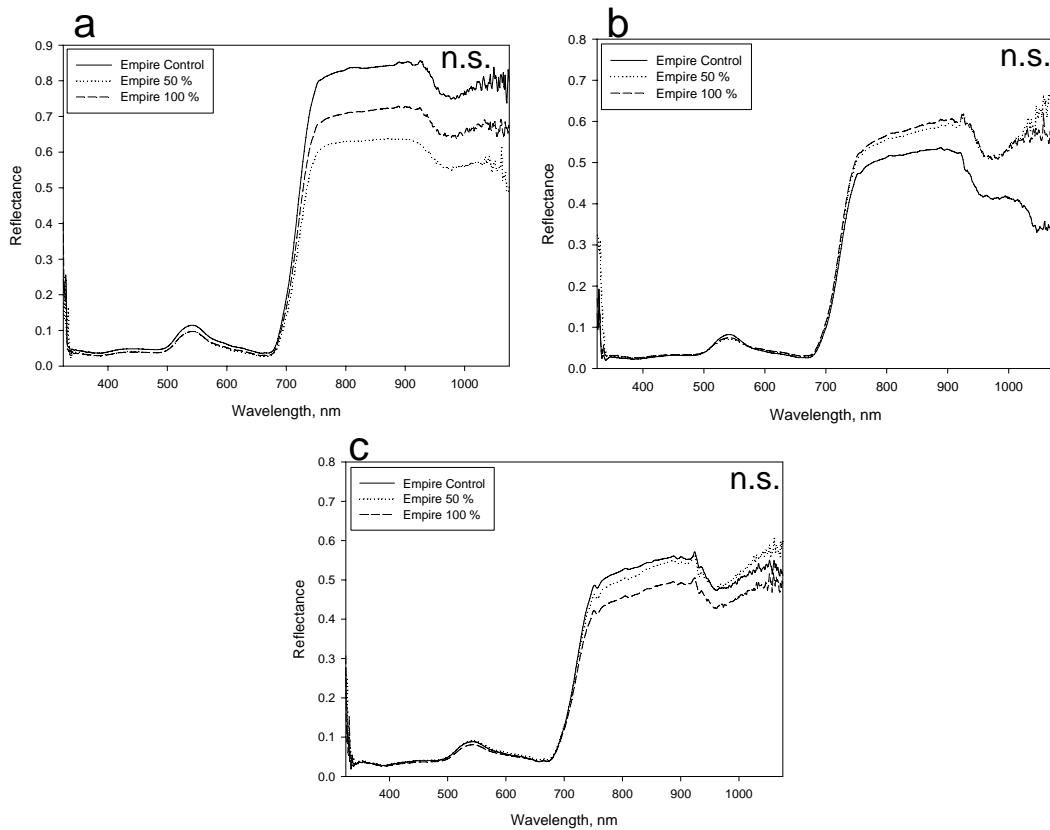 a
n.s.
Empire Control
Empire 50 %
Empire 100 %
Reflectance
0.9
0.8
0.7
0.6
0.5
0.4
0.3
0.2
0.1
0.0
400 500 600 700 800 900 1000
Wavelength, nm
b
n.s.
Empire Control
Empire 50 %
Empire 100 %
Reflectance
0.8
0.7
0.6
0.5
0.4
0.3
0.2
0.1
0.0
400 500 600 700 800 900 1000
Wavelength, nm
c
n.s.
Empire Control
Empire 50 %
Empire 100 %
Reflectance
0.8
0.7
0.6
0.5
0.4
0.3
0.2
0.1
0.0
400 500 600 700 800 900 1000
Wavelength, nm